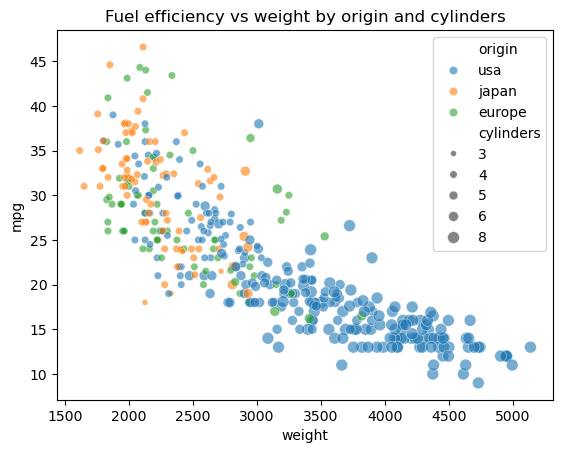 Fuel efficiency vs weight by origin and cylinders
origin
usa
japan
europe
cylinders
3
4
5
6
8
mpg
45
40
35
30
25
20
15
10
1500 2000 2500 3000 3500 4000 4500 5000
weight